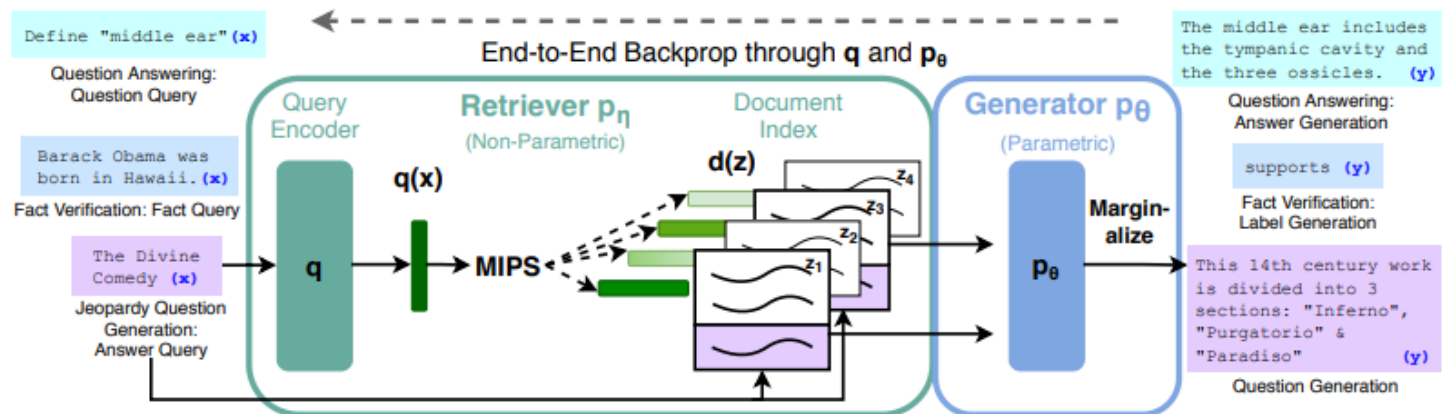 Define "middle ear" (x)
Question Answering:
Question Query
Barack Obama was
born in Hawaii. (x)
Fact Verification: Fact Query
The Divine
Comedy (x)
Jeopardy Question
Generation:
Answer Query
End-to-End Backprop through q and pθ
Query
Encoder
Retriever pη
(Non-Parametric)
Document
Index
q
q(x)
MIPS
d(z)
z4
z3
z2
z1
Generator pθ
(Parametric)
pθ
Margin-
alize
The middle ear includes
the tympanic cavity and
the three ossicles. (y)
Question Answering:
Answer Generation
supports (y)
Fact Verification:
Label Generation
This 14th century work
is divided into 3
sections: "Inferno",
"Purgatorio" &
"Paradiso" (y)
Question Generation